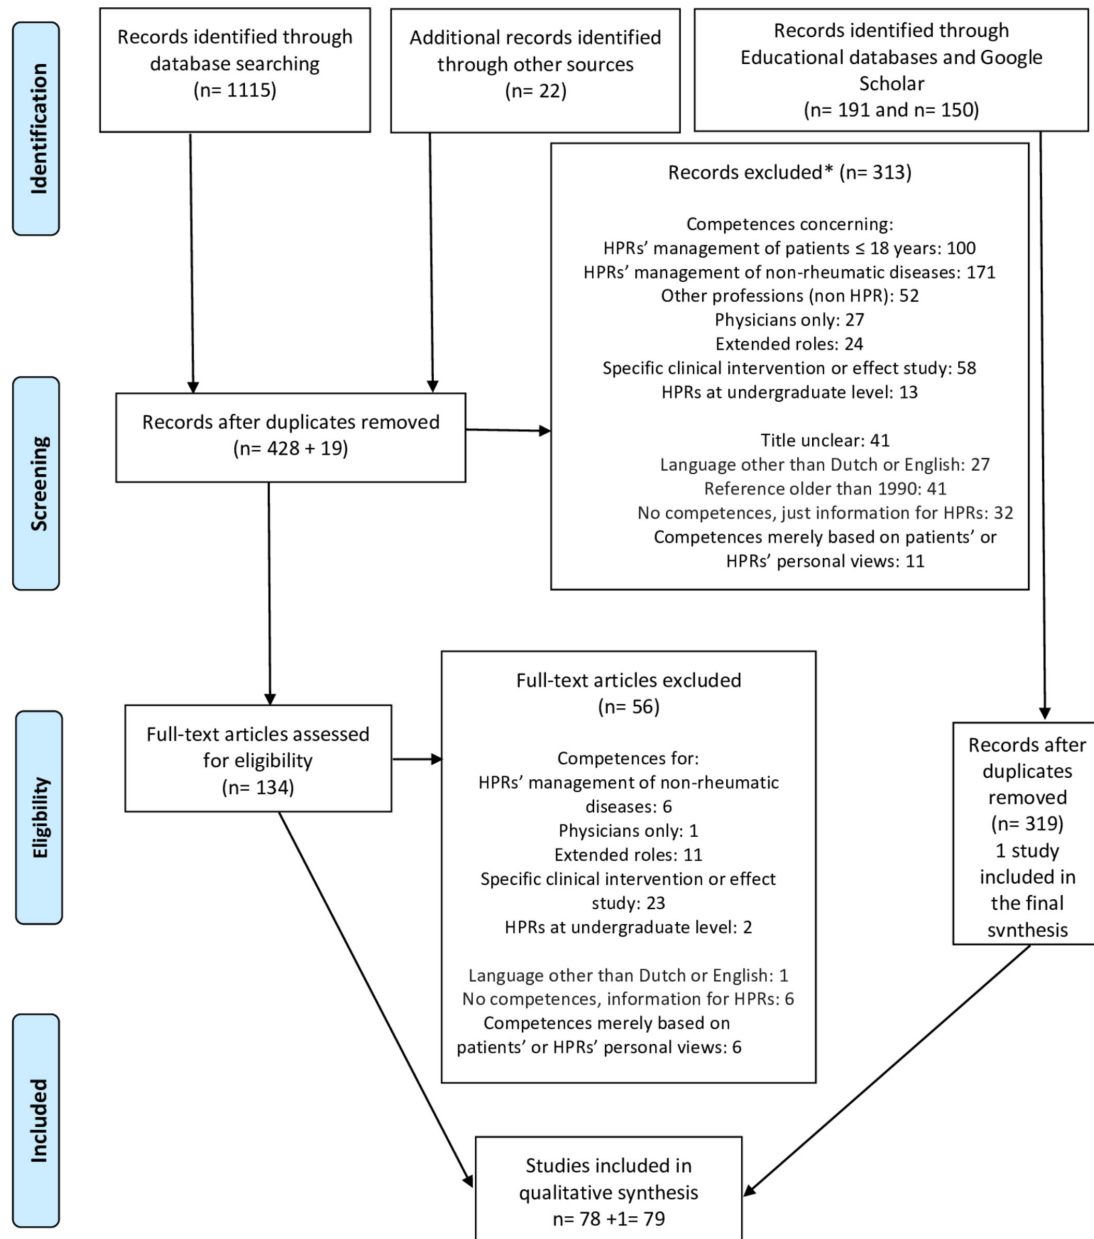 Identification
Records identified through
database searching
(n= 1115)
Additional records identified
through other sources
(n= 22)
Records identified through
Educational databases and Google
Scholar
(n= 191 and n= 150)
Records excluded* (n= 313)
Competences concerning:
HPRs’ management of patients ≤ 18 years: 100
HPRs’ management of non-rheumatic diseases: 171
Other professions (non HPR): 52
Physicians only: 27
Extended roles: 24
Specific clinical intervention or effect study: 58
HPRs at undergraduate level: 13
Title unclear: 41
Language other than Dutch or English: 27
Reference older than 1990: 41
No competences, just information for HPRs: 32
Competences merely based on patients’ or
HPRs’ personal views: 11
Screening
Records after duplicates removed
(n= 428 + 19)
Eligibility
Full-text articles assessed
for eligibility
(n= 134)
Full-text articles excluded
(n= 56)
Competences for:
HPRs’ management of non-rheumatic
diseases: 6
Physicians only: 1
Extended roles: 11
Specific clinical intervention or effect
study: 23
HPRs at undergraduate level: 2
Language other than Dutch or English: 1
No competences, information for HPRs: 6
Competences merely based on
patients’ or HPRs’ personal views: 6
Records after
duplicates
removed
(n= 319)
1 study
included in
the final
synthesis
Included
Studies included in
qualitative synthesis
n= 78 +1= 79